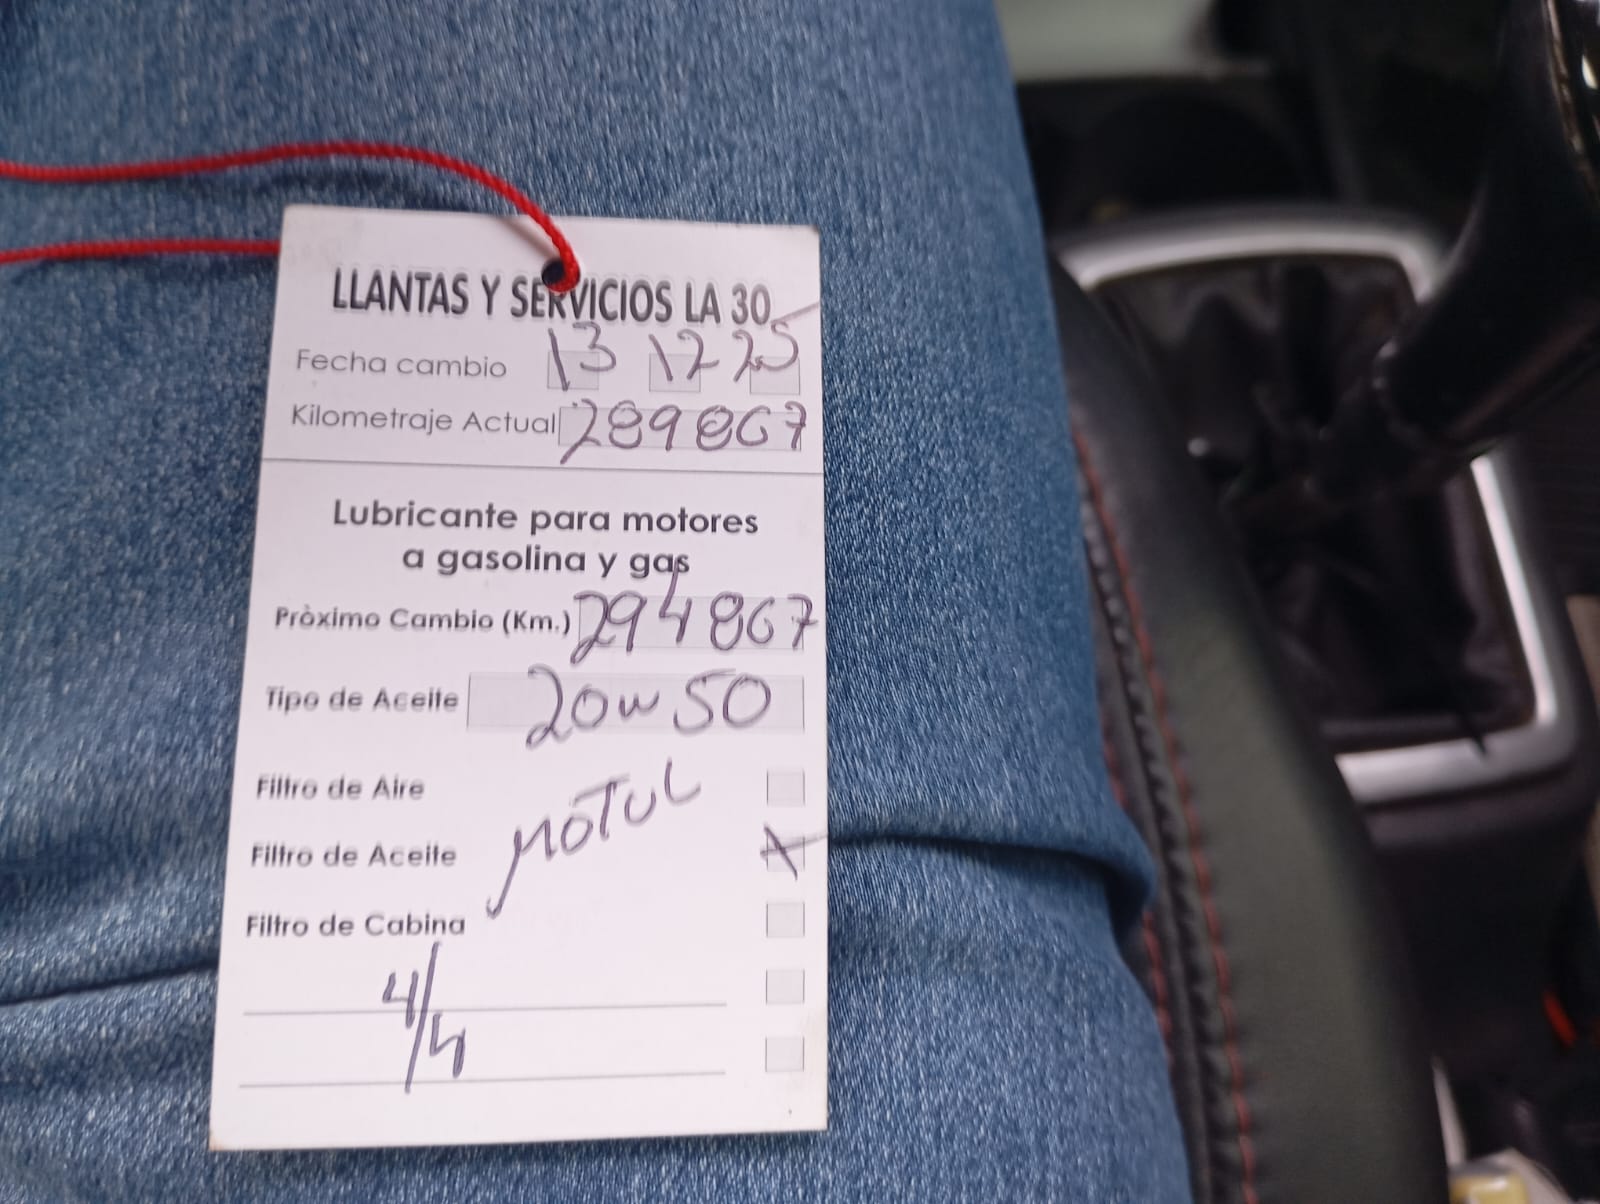 LLANTAS Y SERVICIOS LA 30
Fecha cambio 13 12 25
Kilometraje Actual 289867
Lubricante para motores
a gasolina y gas
Pròximo Cambio (Km.) 294867
Tipo de Aceite 20W50
Filtro de Aire
MOTUL
Filtro de Aceite X
Filtro de Cabina
4/4